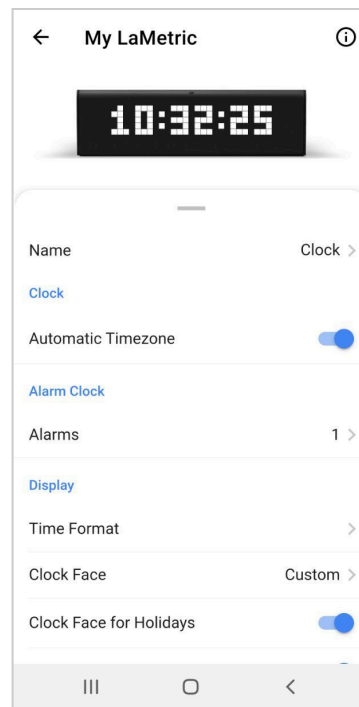 My LaMetric
10:32:25
Name Clock
Clock
Automatic Timezone
Alarm Clock
Alarms 1
Display
Time Format
Clock Face Custom
Clock Face for Holidays